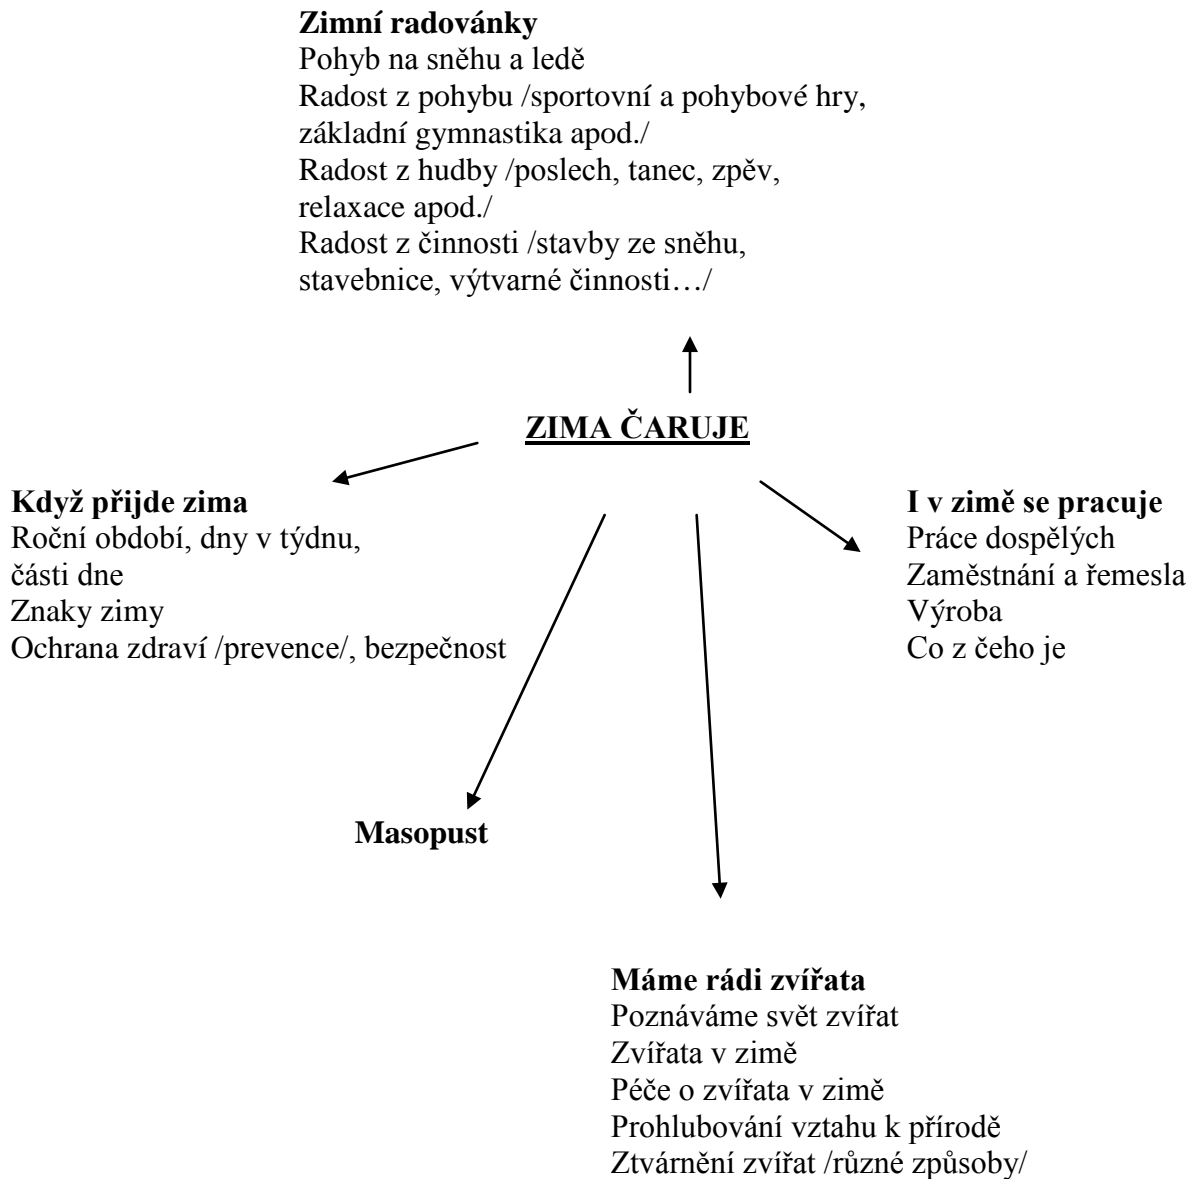 Zimní radovánky
Pohyb na sněhu a ledě
Radost z pohybu /sportovní a pohybové hry,
základní gymnastika apod./
Radost z hudby /poslech, tanec, zpěv,
relaxace apod./
Radost z činnosti /stavby ze sněhu,
stavebnice, výtvarné činnosti…/
ZIMA ČARUJE
Když přijde zima
Roční období, dny v týdnu,
části dne
Znaky zimy
Ochrana zdraví /prevence/, bezpečnost
I v zimě se pracuje
Práce dospělých
Zaměstnání a řemesla
Výroba
Co z čeho je
Masopust
Máme rádi zvířata
Poznáváme svět zvířat
Zvířata v zimě
Péče o zvířata v zimě
Prohlubování vztahu k přírodě
Ztvárnění zvířat /různé způsoby/